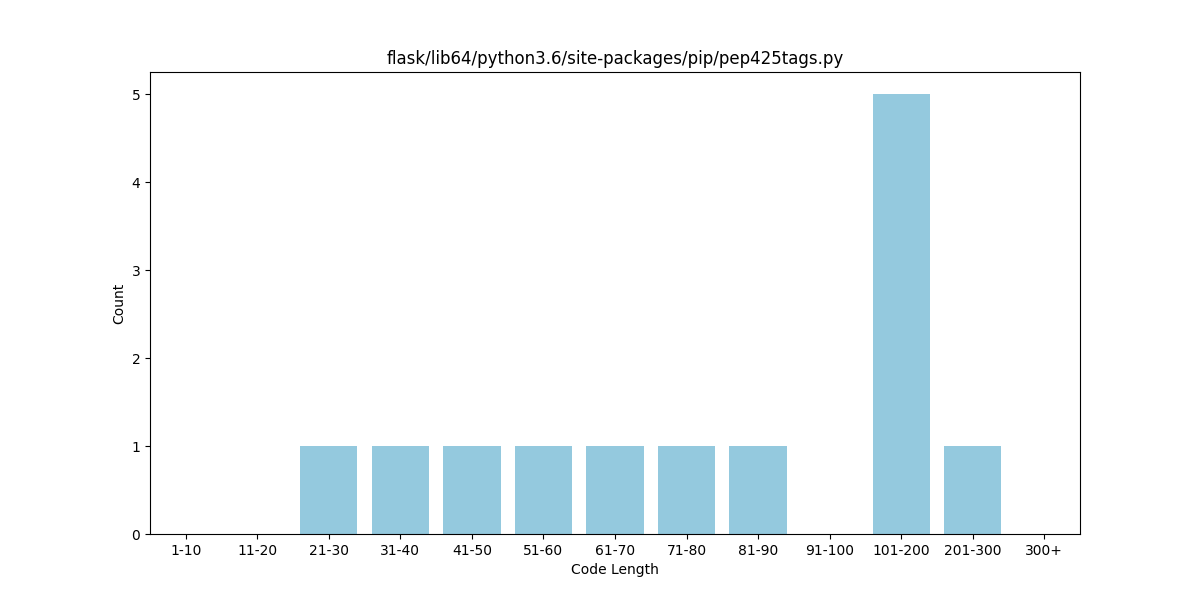 flask/lib64/python3.6/site-packages/pip/pep425tags.py
5
4
3
2
1
0
Count
1-10 11-20 21-30 31-40 41-50 51-60 61-70 71-80 81-90 91-100 101-200 201-300 300+
Code Length